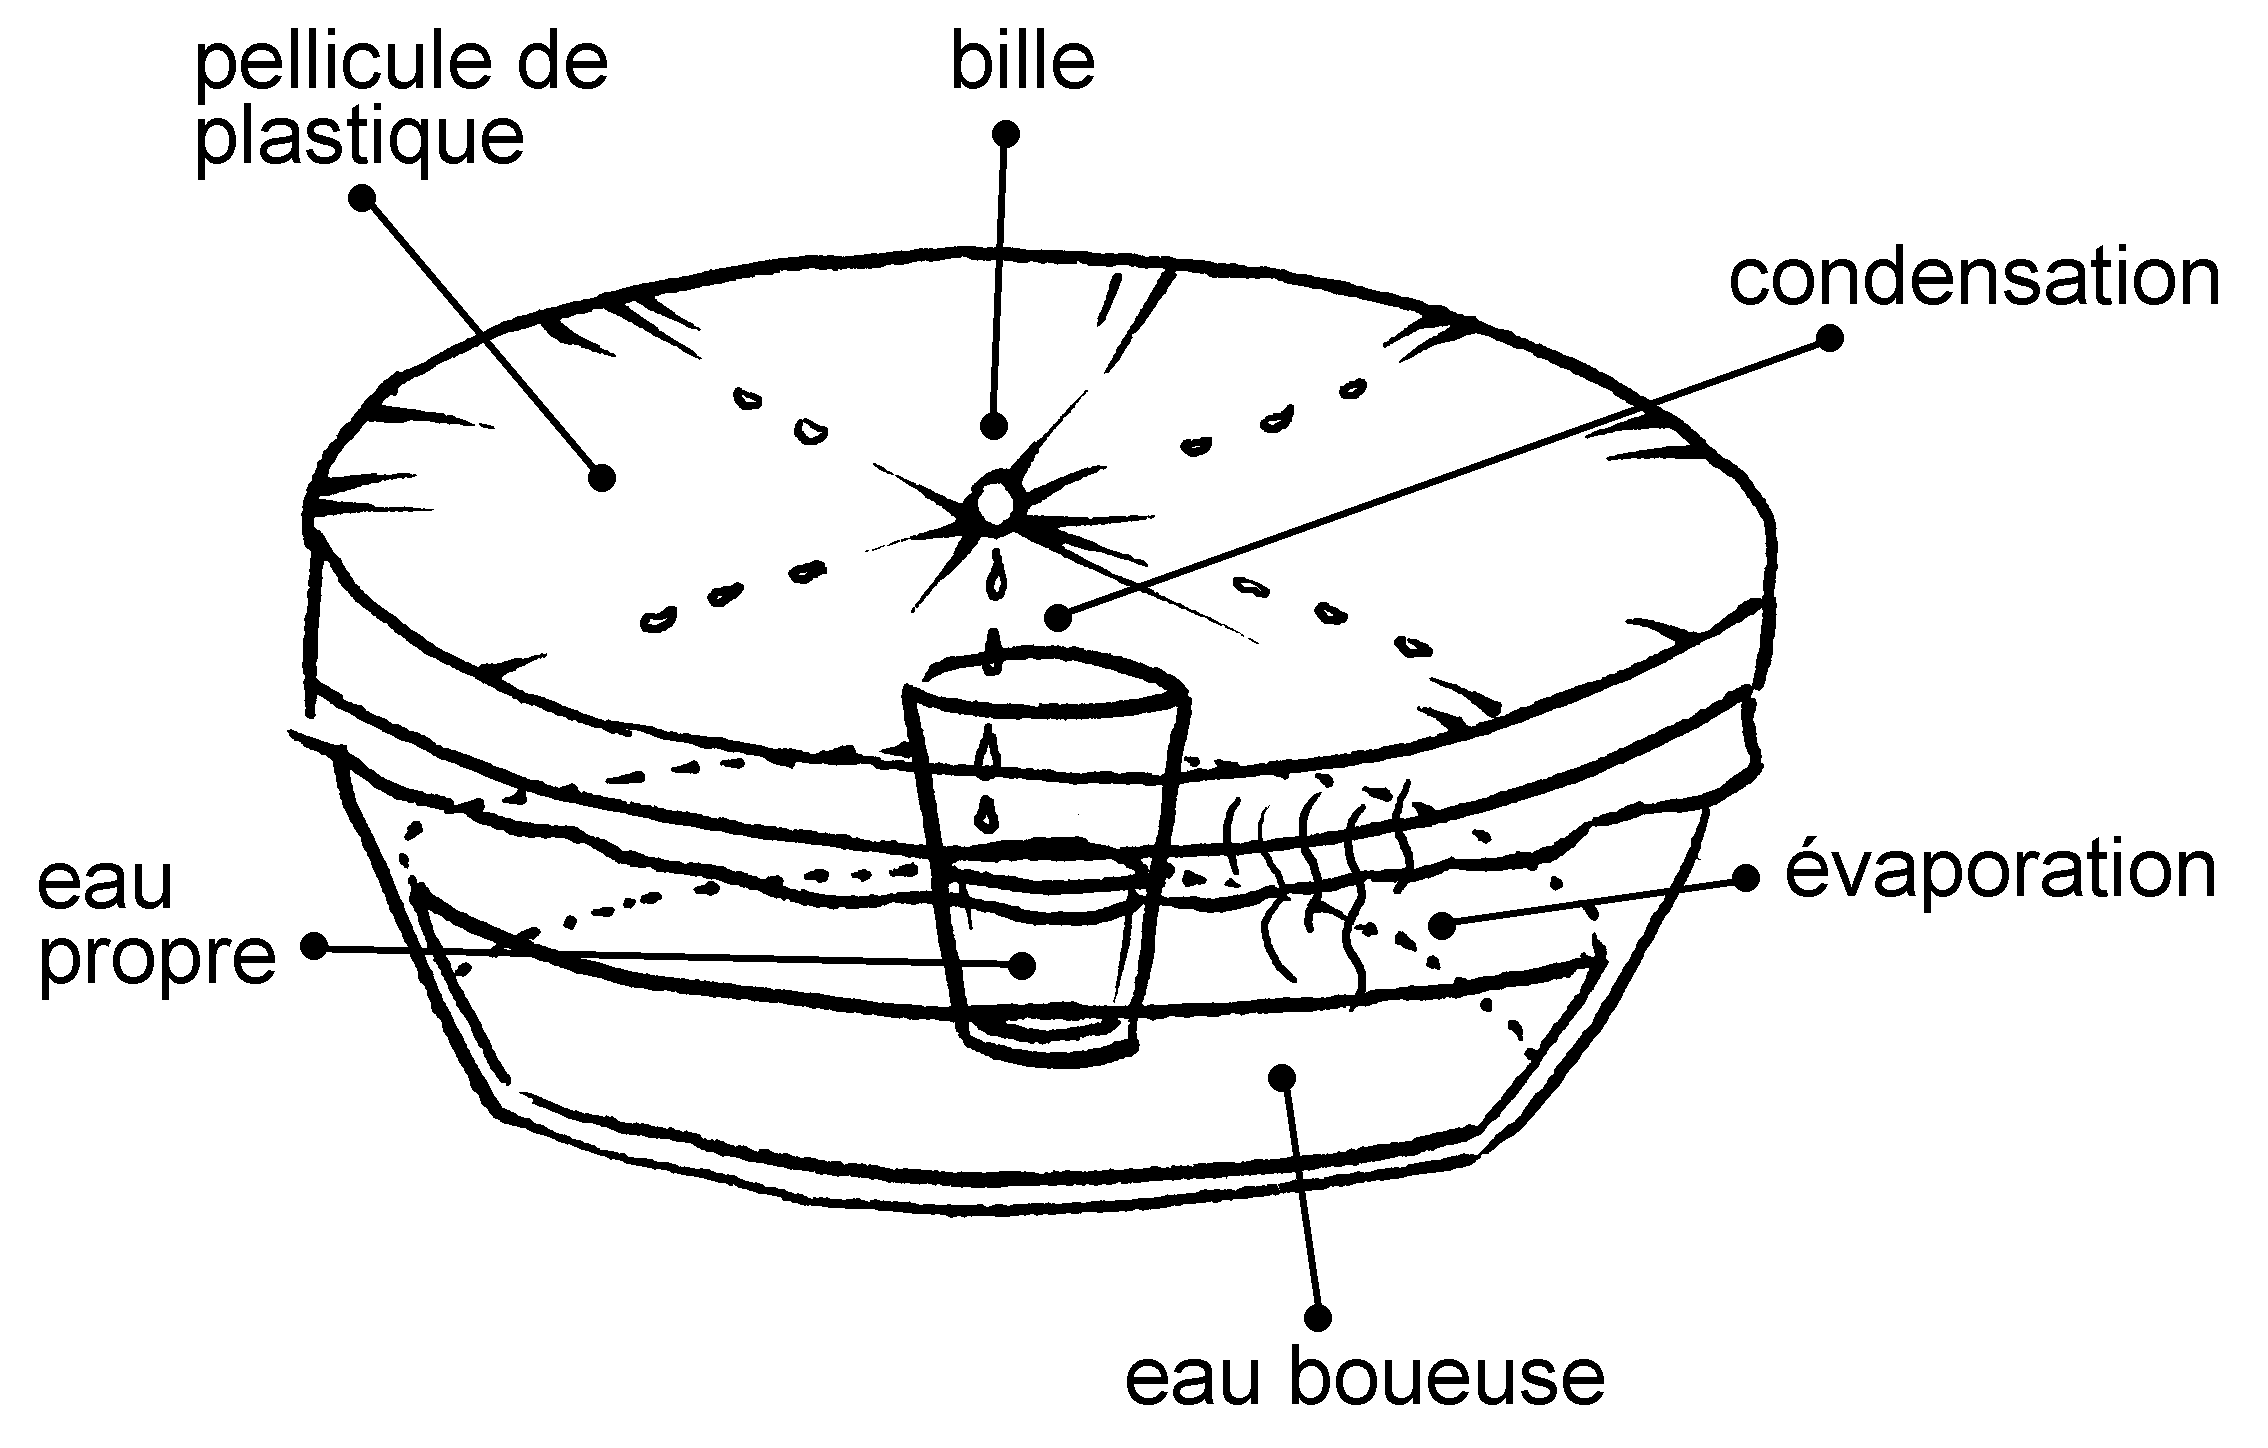 pellicule de
plastique
bille
condensation
eau
propre
évaporation
eau boueuse